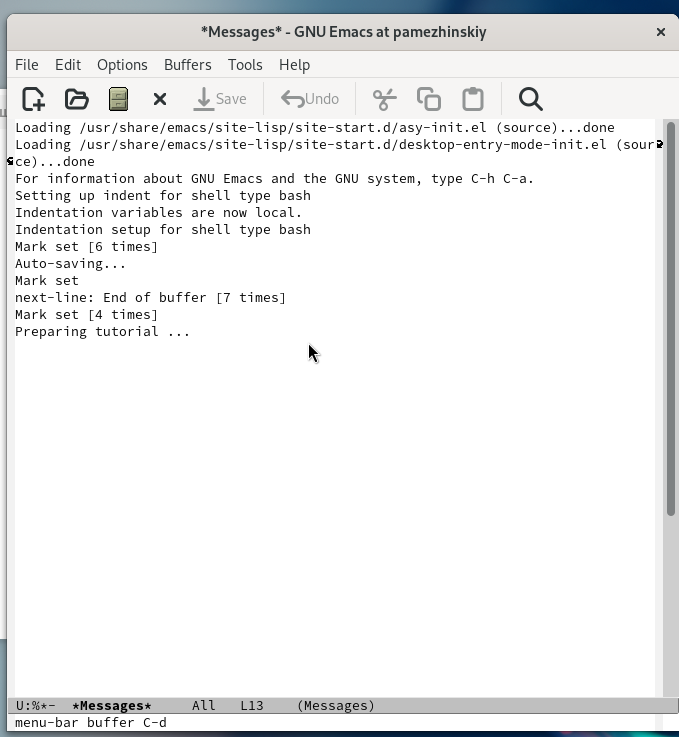 *Messages* - GNU Emacs at pamezhinskiy
File Edit Options Buffers Tools Help
Save Undo
Loading /usr/share/emacs/site-lisp/site-start.d/asy-init.el (source)...done
Loading /usr/share/emacs/site-lisp/site-start.d/desktop-entry-mode-init.el (sour
ce)...done
For information about GNU Emacs and the GNU system, type C-h C-a.
Setting up indent for shell type bash
Indentation variables are now local.
Indentation setup for shell type bash
Mark set [6 times]
Auto-saving...
Mark set
next-line: End of buffer [7 times]
Mark set [4 times]
Preparing tutorial ...
U:%*-  *Messages*     All   L13    (Messages)
menu-bar buffer C-d